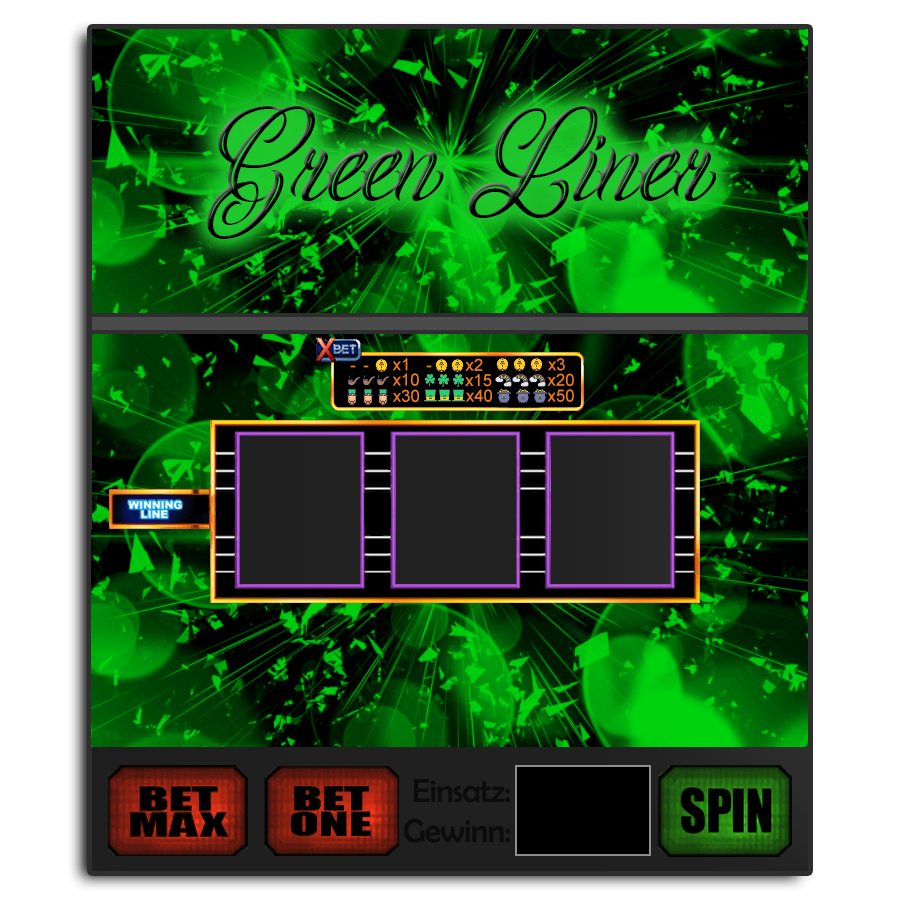 Green Liner
XBET
- - x1 - x2 x3
x10 x15 x20
x30 x40 x50
WINNING
LINE
BET
MAX
BET
ONE
Einsatz:
Gewinn:
SPIN